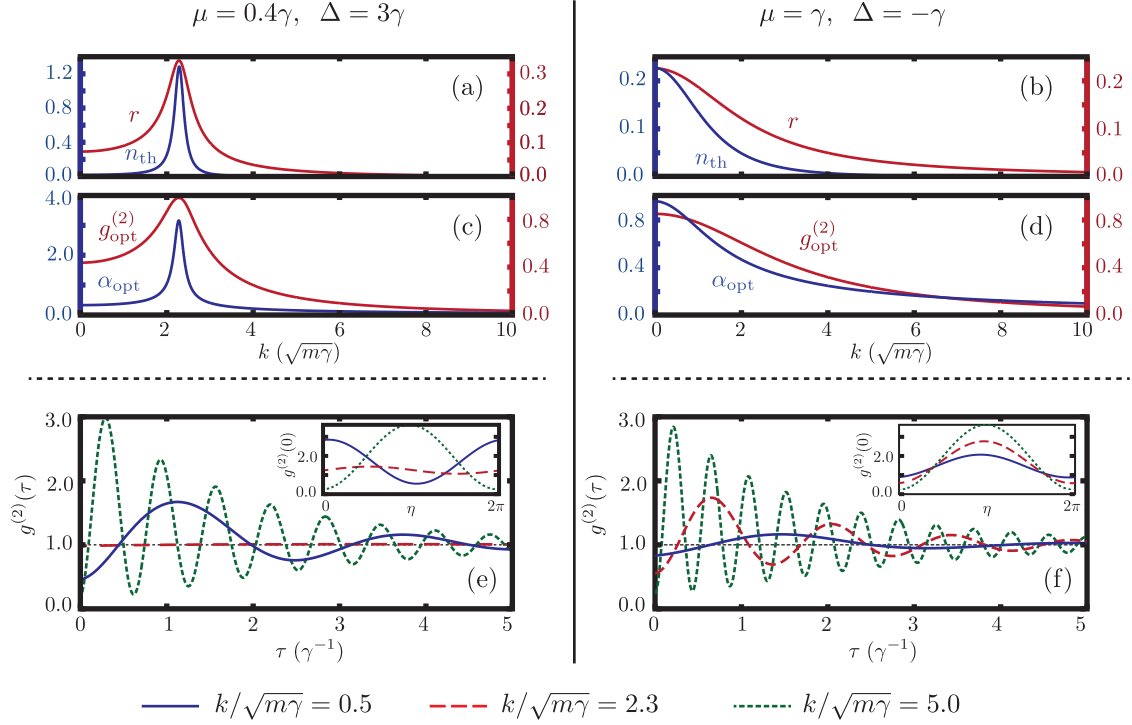 μ = 0.4γ, Δ = 3γ
μ = γ, Δ = −γ
1.2
0.8
0.4
0.0
r
n_th
(a)
0.3
0.2
0.1
0.0
0.2
0.1
0.0
r
n_th
(b)
0.2
0.1
0.0
4.0
2.0
0.0
g_opt^(2)
α_opt
(c)
0.8
0.4
0.0
0 2 4 6 8 10
k (√mγ)
0.8
0.4
0.0
g_opt^(2)
α_opt
(d)
0.8
0.4
0.0
0 2 4 6 8 10
k (√mγ)
3.0
2.0
1.0
0.0
g^(2)(τ)
g^(2)(0)
2.0
0.0
0 η 2π
(e)
0 1 2 3 4 5
τ (γ^−1)
3.0
2.0
1.0
0.0
g^(2)(τ)
g^(2)(0)
2.0
0.0
0 η 2π
(f)
0 1 2 3 4 5
τ (γ^−1)
k/√mγ = 0.5 k/√mγ = 2.3 k/√mγ = 5.0